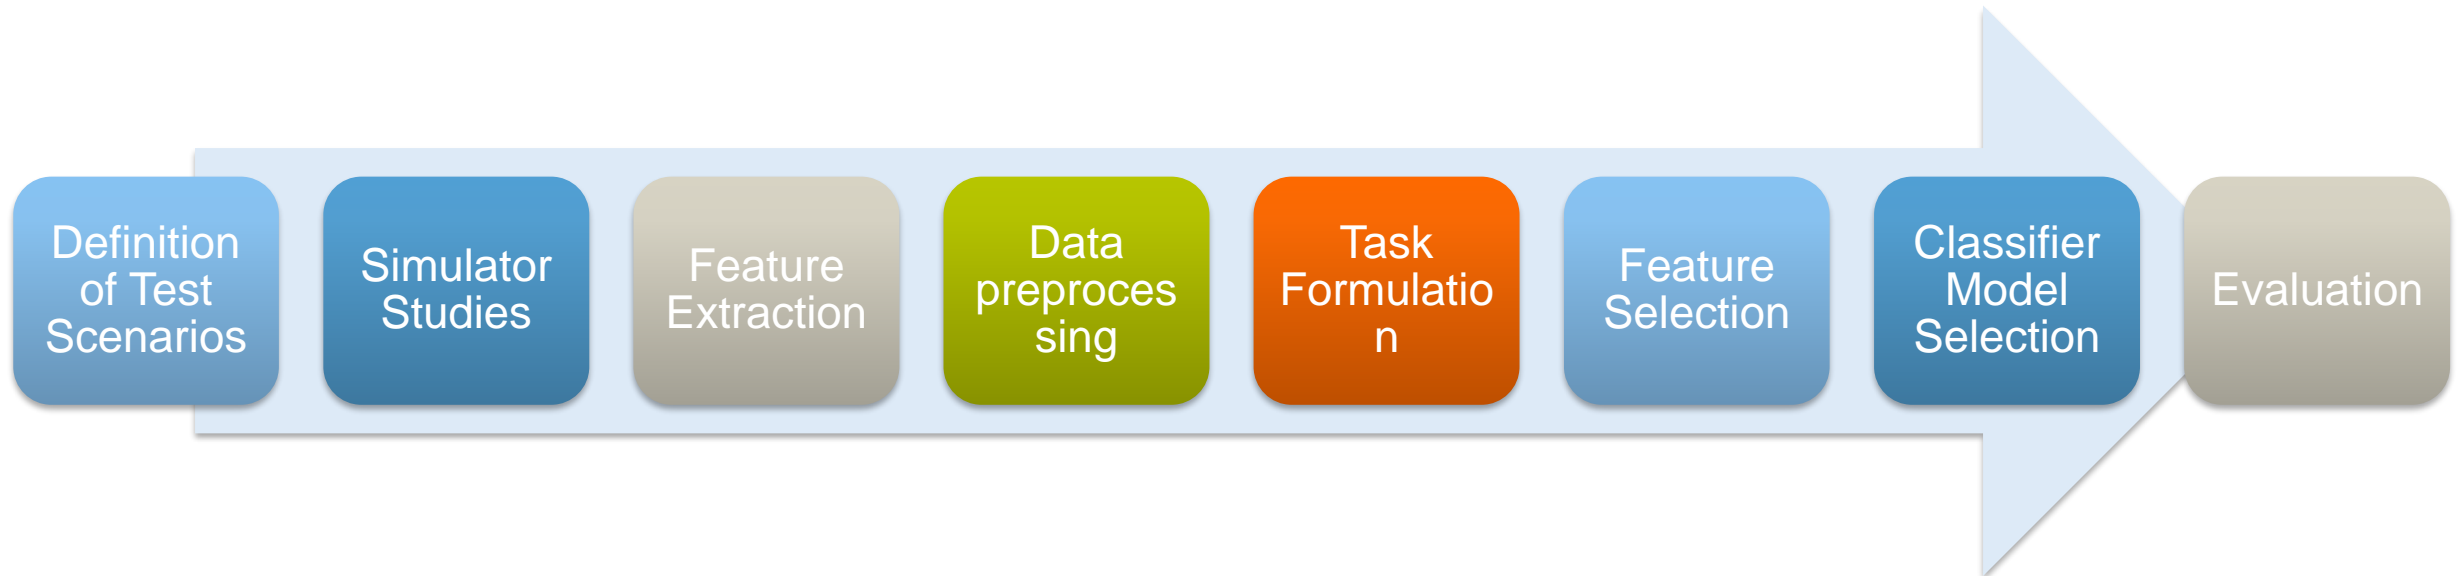 Definition
of Test
Scenarios
Simulator
Studies
Feature
Extraction
Data
preproces
sing
Task
Formulatio
n
Feature
Selection
Classifier
Model
Selection
Evaluation